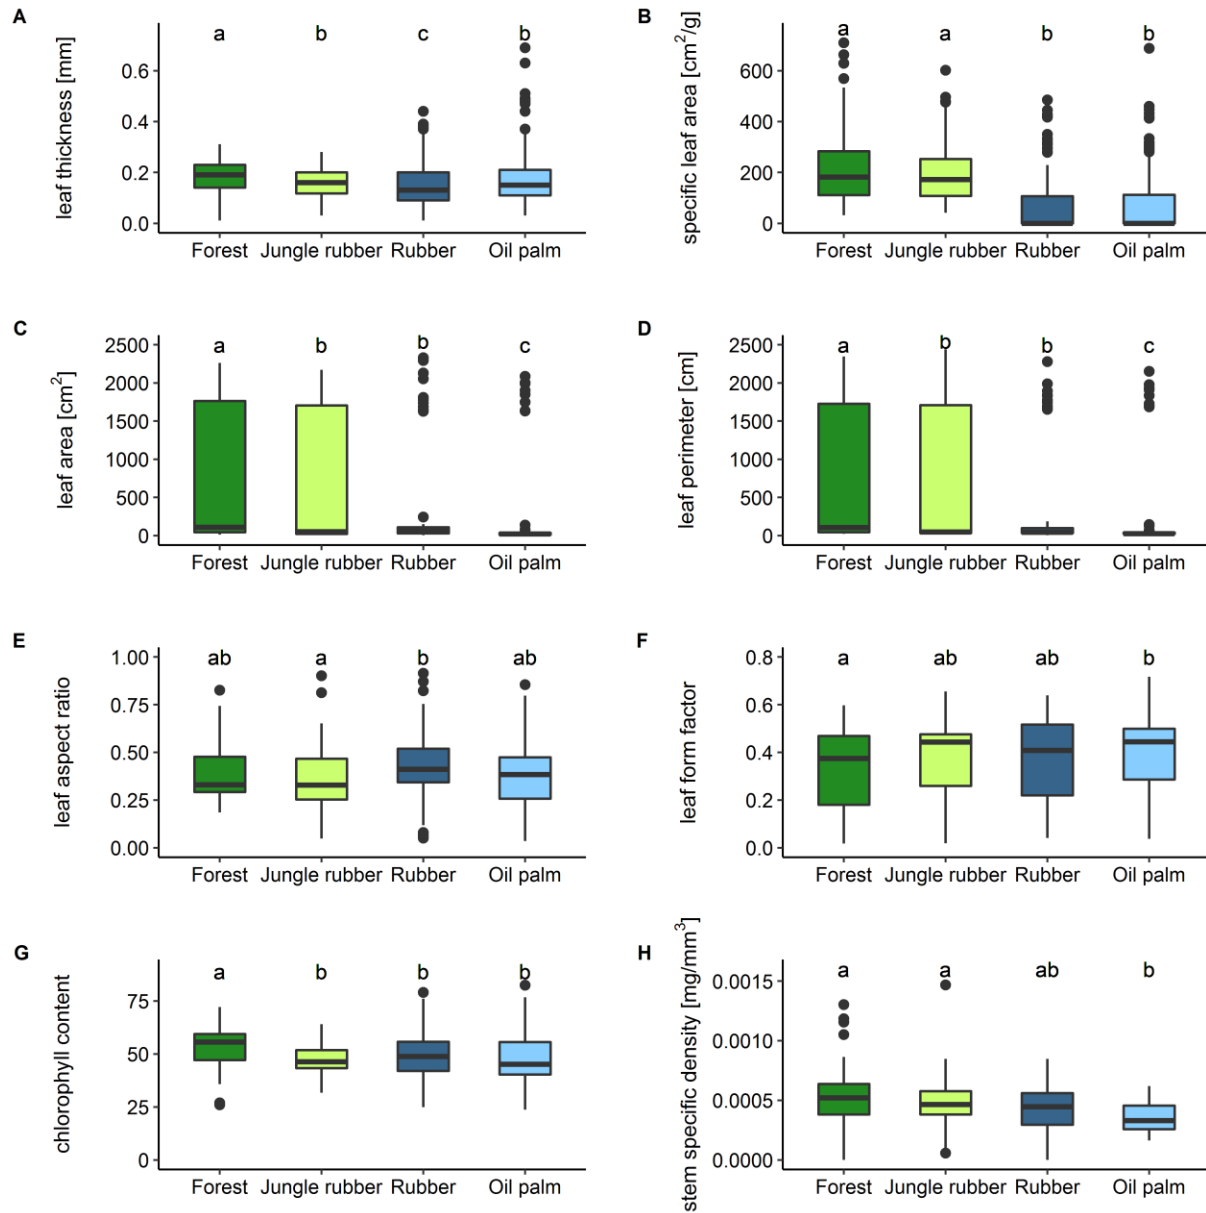 A
leaf thickness [mm]
0.6
0.4
0.2
0.0
a b c b
Forest Jungle rubber Rubber Oil palm
B
specific leaf area [cm²/g]
600
400
200
0
a a b b
Forest Jungle rubber Rubber Oil palm
C
leaf area [cm²]
2500
2000
1500
1000
500
0
a b b c
Forest Jungle rubber Rubber Oil palm
D
leaf perimeter [cm]
2500
2000
1500
1000
500
0
a b b c
Forest Jungle rubber Rubber Oil palm
E
leaf aspect ratio
1.00
0.75
0.50
0.25
0.00
ab a b ab
Forest Jungle rubber Rubber Oil palm
F
leaf form factor
0.8
0.6
0.4
0.2
0.0
a ab ab b
Forest Jungle rubber Rubber Oil palm
G
chlorophyll content
75
50
25
0
a b b b
Forest Jungle rubber Rubber Oil palm
H
stem specific density [mg/mm³]
0.0015
0.0010
0.0005
0.0000
a a ab b
Forest Jungle rubber Rubber Oil palm